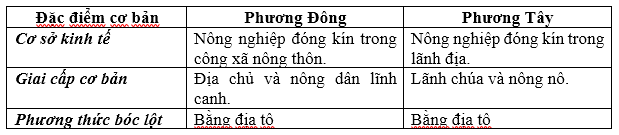 Đặc điểm cơ bản Phương Đông Phương Tây
Cơ sở kinh tế Nông nghiệp đóng kín trong Nông nghiệp đóng kín trong
công xã nông thôn. lãnh địa.
Giai cấp cơ bản Địa chủ và nông dân lĩnh Lãnh chúa và nông nô.
canh.
Phương thức bóc lột Bằng địa tô Bằng địa tô